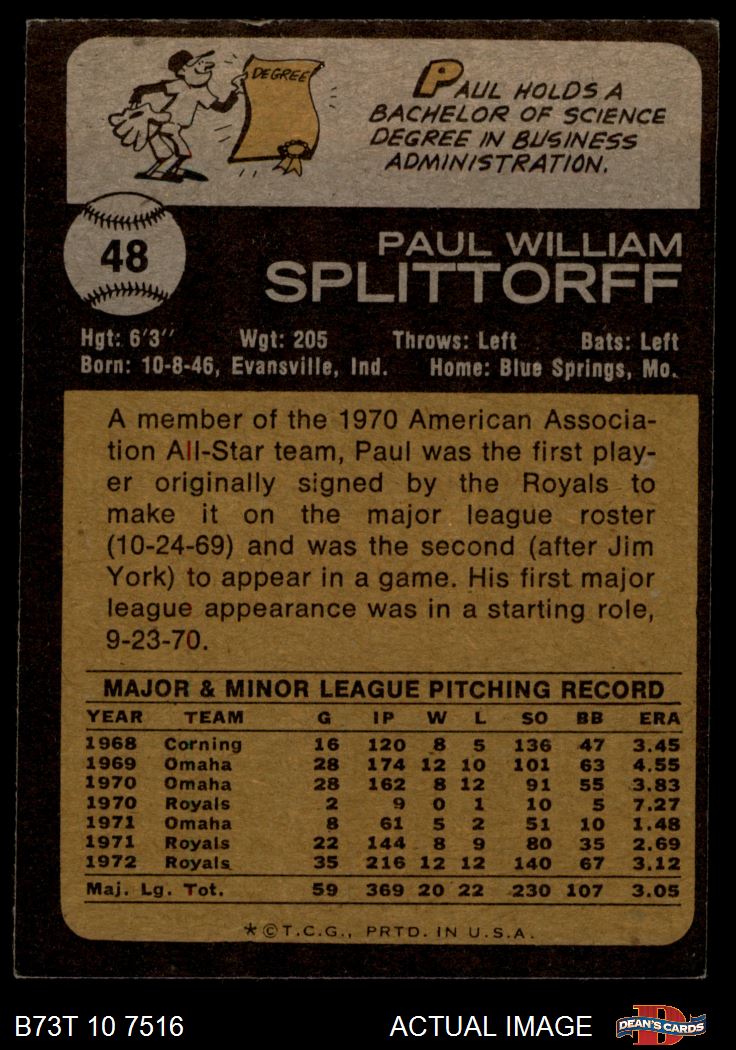 DEGREE
PAUL HOLDS A
BACHELOR OF SCIENCE
DEGREE IN BUSINESS
ADMINISTRATION.
48
PAUL WILLIAM
SPLITTORFF
Hgt: 6'3" Wgt: 205 Throws: Left Bats: Left
Born: 10-8-46, Evansville, Ind. Home: Blue Springs, Mo.
A member of the 1970 American Associa-
tion All-Star team, Paul was the first play-
er originally signed by the Royals to
make it on the major league roster
(10-24-69) and was the second (after Jim
York) to appear in a game. His first major
league appearance was in a starting role,
9-23-70.
MAJOR & MINOR LEAGUE PITCHING RECORD
YEAR TEAM G IP W L SO BB ERA
1968 Corning 16 120 8 5 136 47 3.45
1969 Omaha 28 174 12 10 101 63 4.55
1970 Omaha 28 162 8 12 91 55 3.83
1970 Royals 2 9 0 1 10 5 7.27
1971 Omaha 8 61 5 2 51 10 1.48
1971 Royals 22 144 8 9 80 35 2.69
1972 Royals 35 216 12 12 140 67 3.12
Maj. Lg. Tot. 59 369 20 22 230 107 3.05
*©T.C.G., PRTD. IN U.S.A.
B73T 10 7516 ACTUAL IMAGE D DEAN'S CARDS